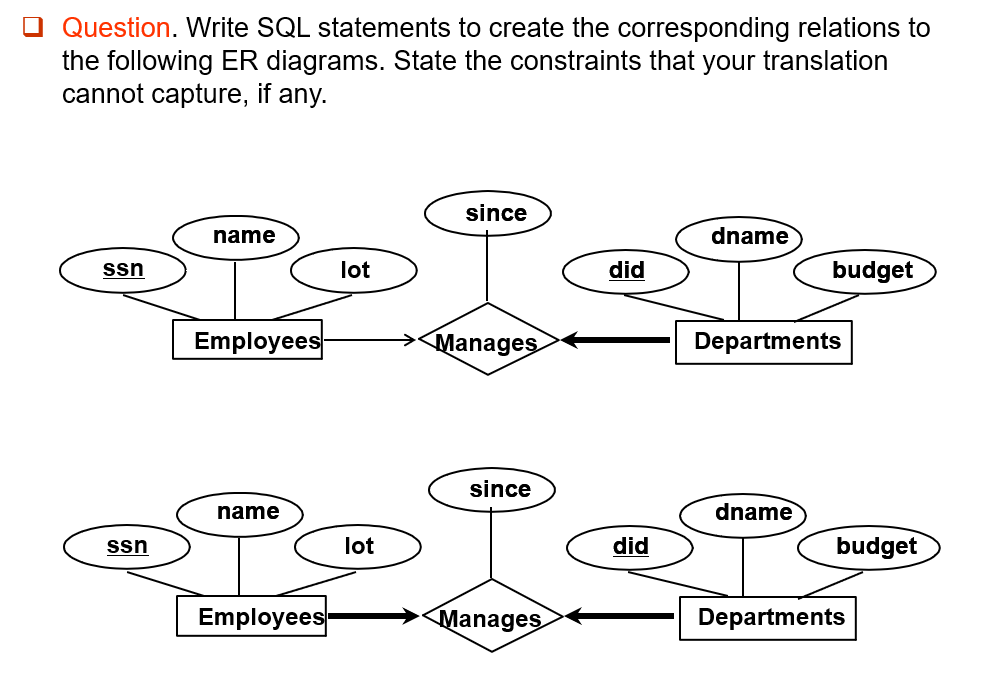 Question. Write SQL statements to create the corresponding relations to
the following ER diagrams. State the constraints that your translation
cannot capture, if any.
since
name
dname
ssn
lot
did
budget
Employees
Manages
Departments
since
name
dname
ssn
lot
did
budget
Employees
Manages
Departments